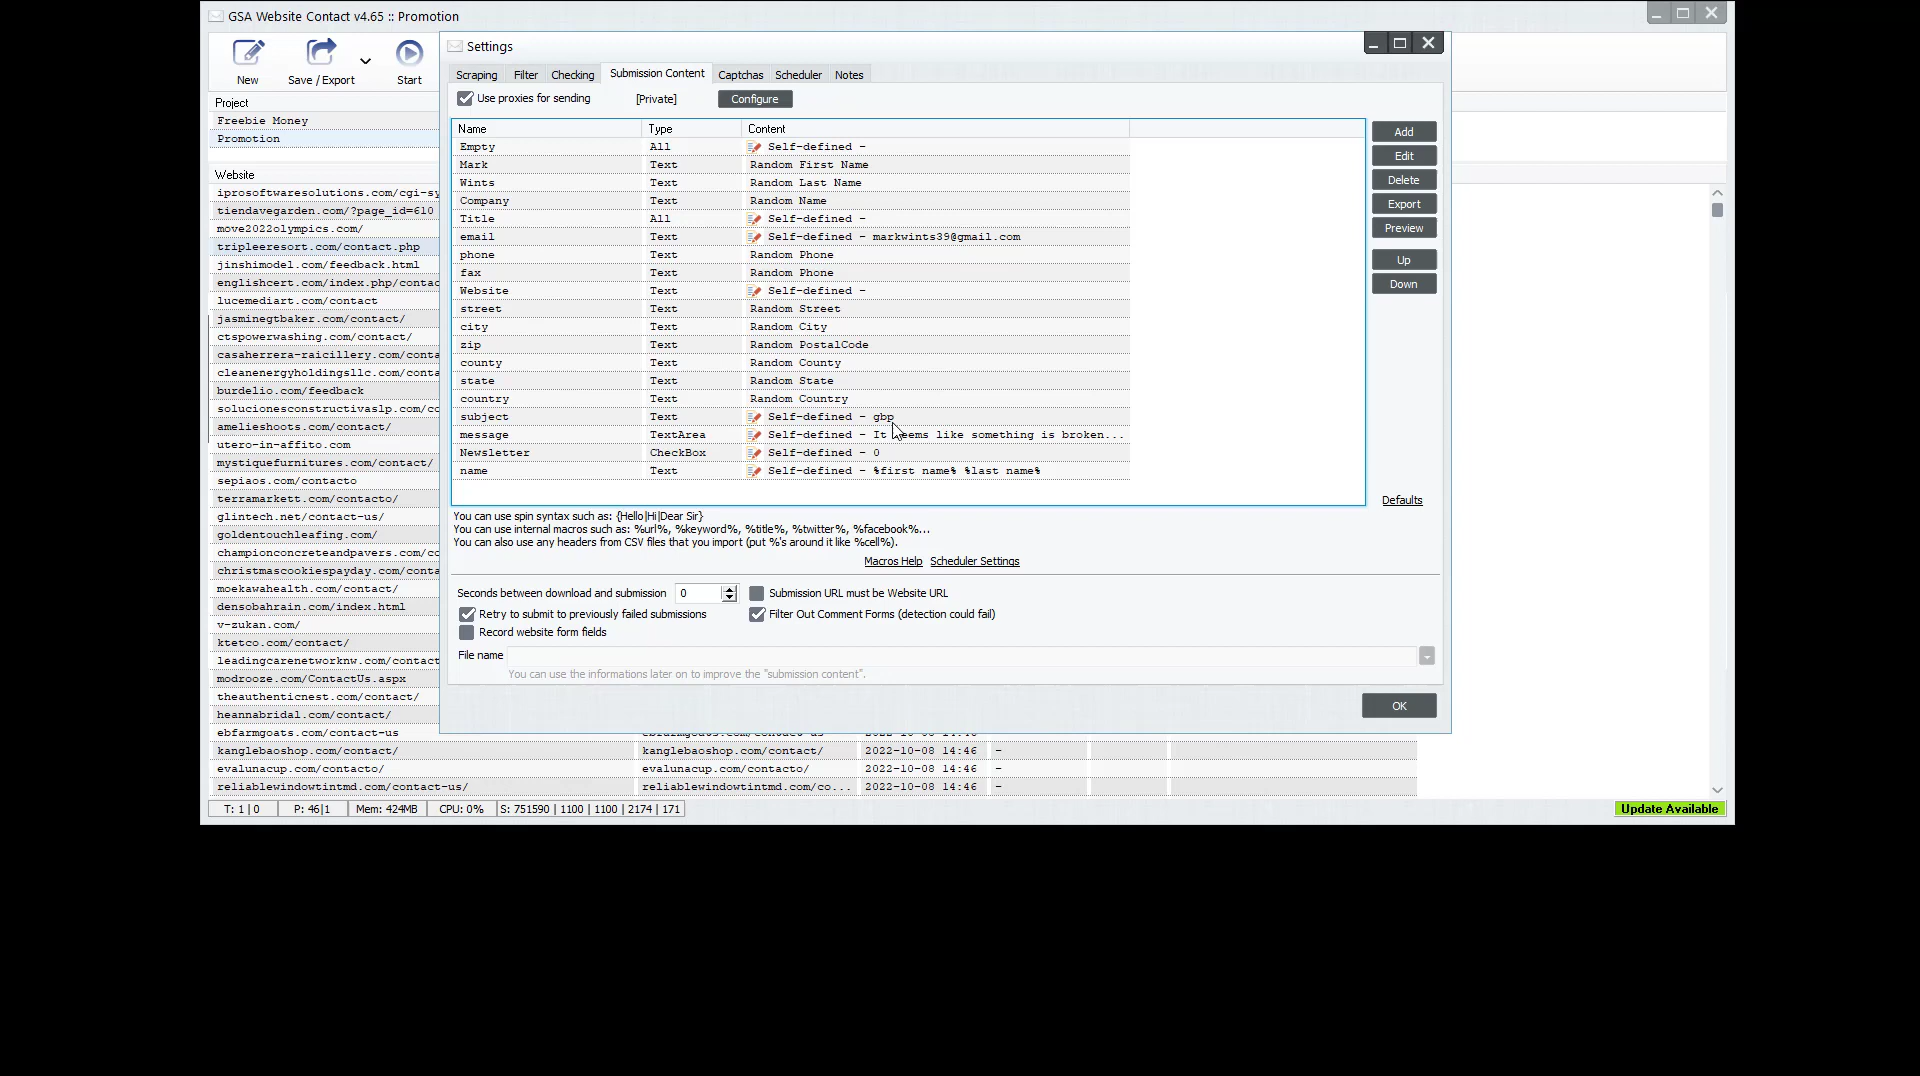 GSA Website Contact v4.65 :: Promotion
New
Save / Export
Start
Project
Freebie Money
Promotion
Website
iprosoftwaresolutions.com/cgi-sy
tiendavegarden.com/?page_id=610
move2022olympics.com/
tripleeresort.com/contact.php
jinshimodel.com/feedback.html
englishcert.com/index.php/contac
lucemediart.com/contact
jasminegtbaker.com/contact/
ctspowerwashing.com/contact/
casaherrera-raicillery.com/conta
cleanenergyholdingsllc.com/conta
burdelio.com/feedback
solucionesconstructivaslp.com/co
amelieshoots.com/contact/
utero-in-affito.com
mystiquefurnitures.com/contact/
sepiaos.com/contacto
terramarkett.com/contacto/
glintech.net/contact-us/
goldentouchleafing.com/
championconcreteandpavers.com/co
christmascookiespayday.com/conta
moekawahealth.com/contact/
densobahrain.com/index.html
v-zukan.com/
ktetco.com/contact/
leadingcarenetworknw.com/contact
modrooze.com/ContactUs.aspx
theauthenticnest.com/contact/
heannabridal.com/contact/
ebfarmgoats.com/contact-us
kanglebaoshop.com/contact/ kanglebaoshop.com/contact/ 2022-10-08 14:46 -
evalunacup.com/contacto/ evalunacup.com/contacto/ 2022-10-08 14:46 -
reliablewindowtintmd.com/contact-us/ reliablewindowtintmd.com/co... 2022-10-08 14:46 -
T: 1 | 0 P: 46|1 Mem: 424MB CPU: 0% S: 751590 | 1100 | 1100 | 2174 | 171
Update Available
Settings
Scraping Filter Checking Submission Content Captchas Scheduler Notes
Use proxies for sending [Private] Configure
Name Type Content
Empty All Self-defined -
Mark Text Random First Name
Wints Text Random Last Name
Company Text Random Name
Title All Self-defined -
email Text Self-defined - markwints39@gmail.com
phone Text Random Phone
fax Text Random Phone
Website Text Self-defined -
street Text Random Street
city Text Random City
zip Text Random PostalCode
county Text Random County
state Text Random State
country Text Random Country
subject Text Self-defined - gbp
message TextArea Self-defined - It seems like something is broken...
Newsletter CheckBox Self-defined - 0
name Text Self-defined - %first name% %last name%
Add
Edit
Delete
Export
Preview
Up
Down
Defaults
You can use spin syntax such as: {Hello|Hi|Dear Sir}
You can use internal macros such as: %url%, %keyword%, %title%, %twitter%, %facebook%...
You can also use any headers from CSV files that you import (put %'s around it like %cell%).
Macros Help Scheduler Settings
Seconds between download and submission 0 Submission URL must be Website URL
Retry to submit to previously failed submissions Filter Out Comment Forms (detection could fail)
Record website form fields
File name
You can use the informations later on to improve the "submission content".
OK